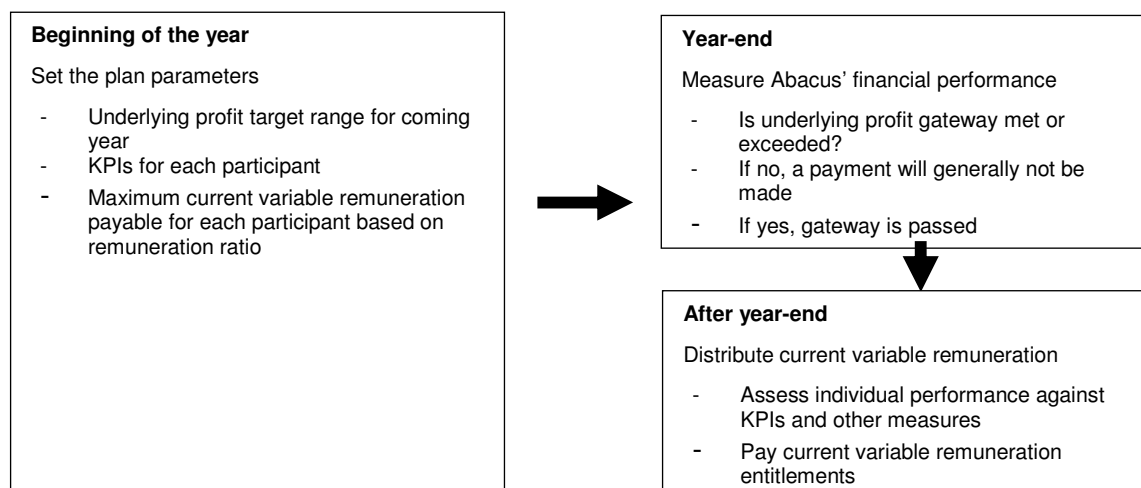 Beginning of the year
Set the plan parameters
- Underlying profit target range for coming
year
- KPIs for each participant
- Maximum current variable remuneration
payable for each participant based on
remuneration ratio
Year-end
Measure Abacus' financial performance
- Is underlying profit gateway met or
exceeded?
- If no, a payment will generally not be
made
- If yes, gateway is passed
After year-end
Distribute current variable remuneration
- Assess individual performance against
KPIs and other measures
- Pay current variable remuneration
entitlements